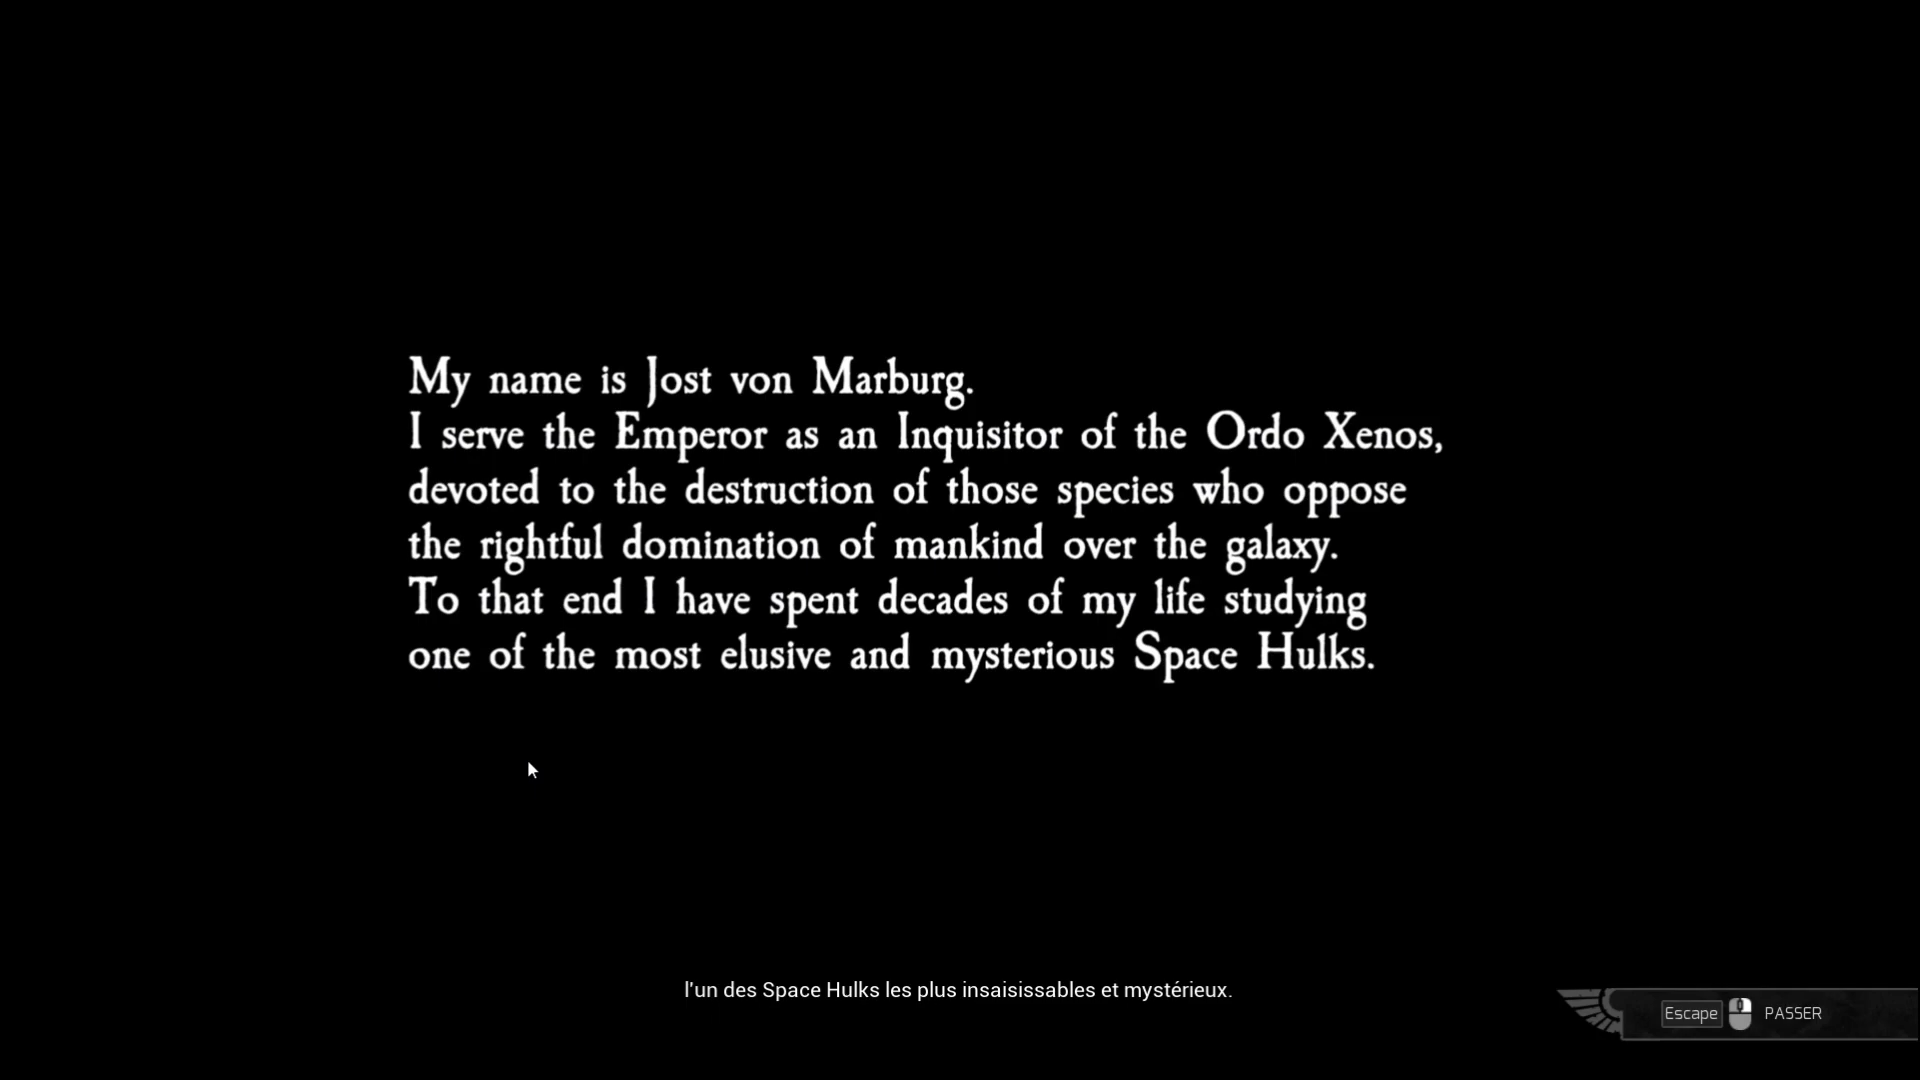 My name is Jost von Marburg.
I serve the Emperor as an Inquisitor of the Ordo Xenos,
devoted to the destruction of those species who oppose
the rightful domination of mankind over the galaxy.
To that end I have spent decades of my life studying
one of the most elusive and mysterious Space Hulks.
l'un des Space Hulks les plus insaisissables et mystérieux.
Escape PASSER